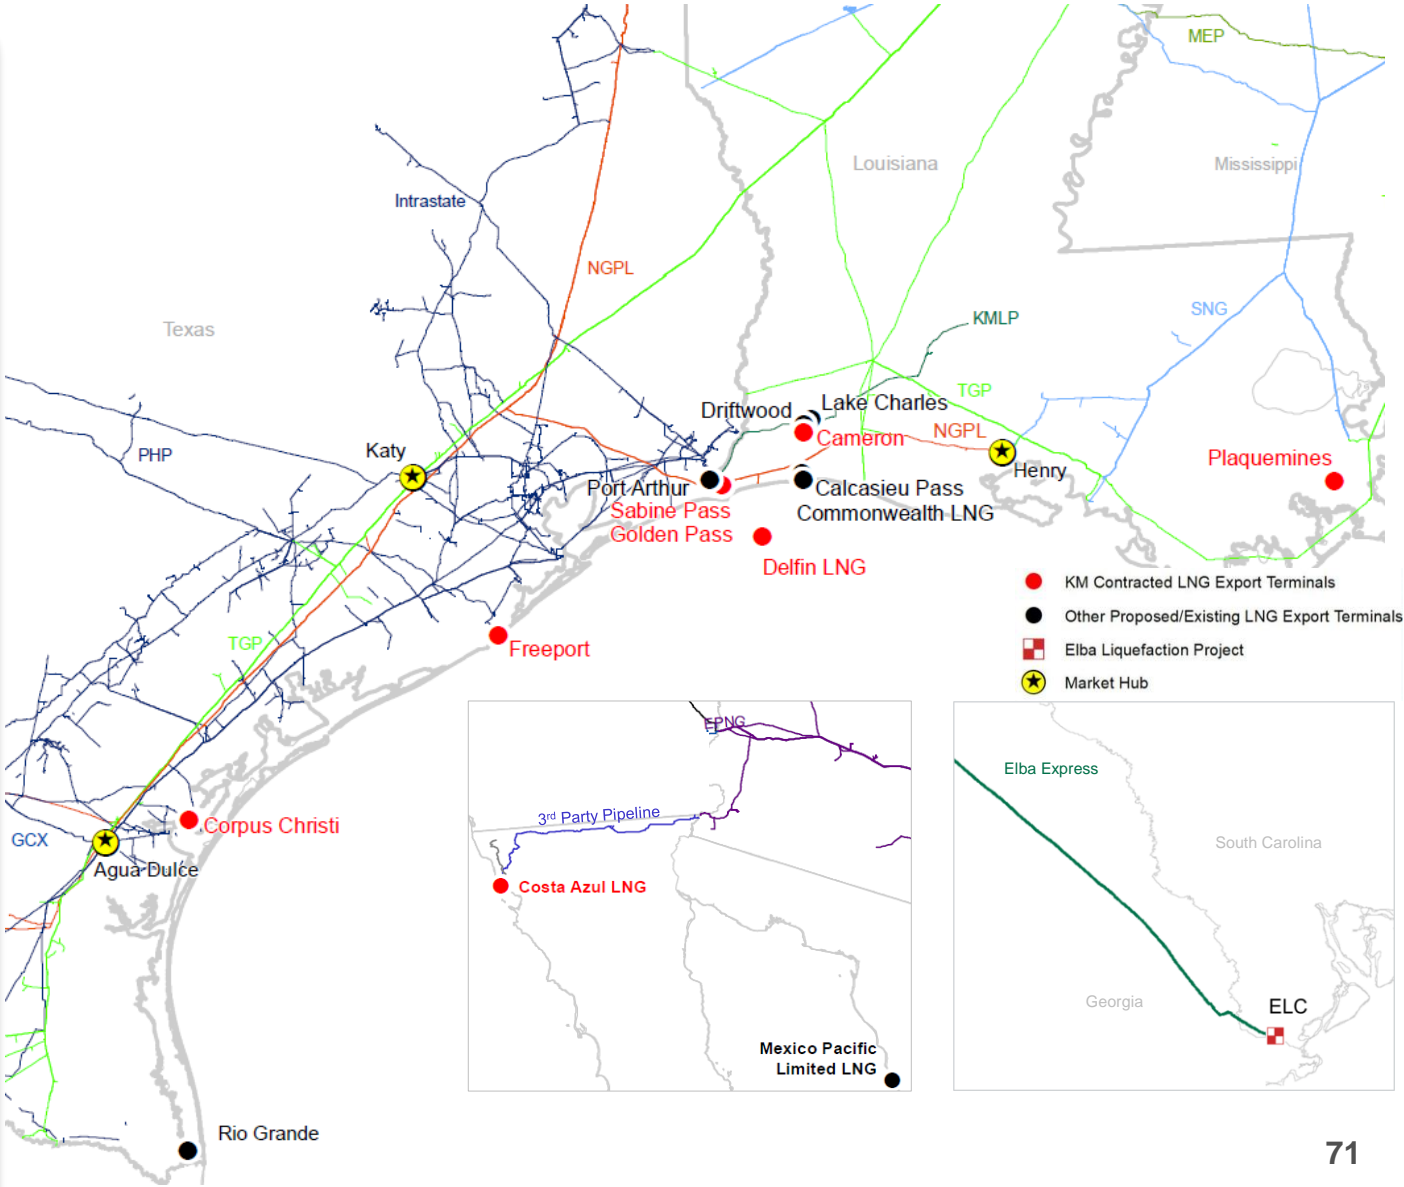 MEP
Louisiana
Mississippi
Intrastate
NGPL
SNG
KMLP
Texas
TGP
Lake Charles
Driftwood
Cameron
NGPL
Katy
PHP
Henry
Plaquemines
Port Arthur
Calcasieu Pass
Sabine Pass
Commonwealth LNG
Golden Pass
Delfin LNG
KM Contracted LNG Export Terminals
Other Proposed/Existing LNG Export Terminals
Elba Liquefaction Project
Market Hub
TGP
Freeport
EPNG
Elba Express
3rd Party Pipeline
Corpus Christi
GCX
South Carolina
Agua Dulce
Costa Azul LNG
Georgia
ELC
Mexico Pacific
Limited LNG
Rio Grande
71